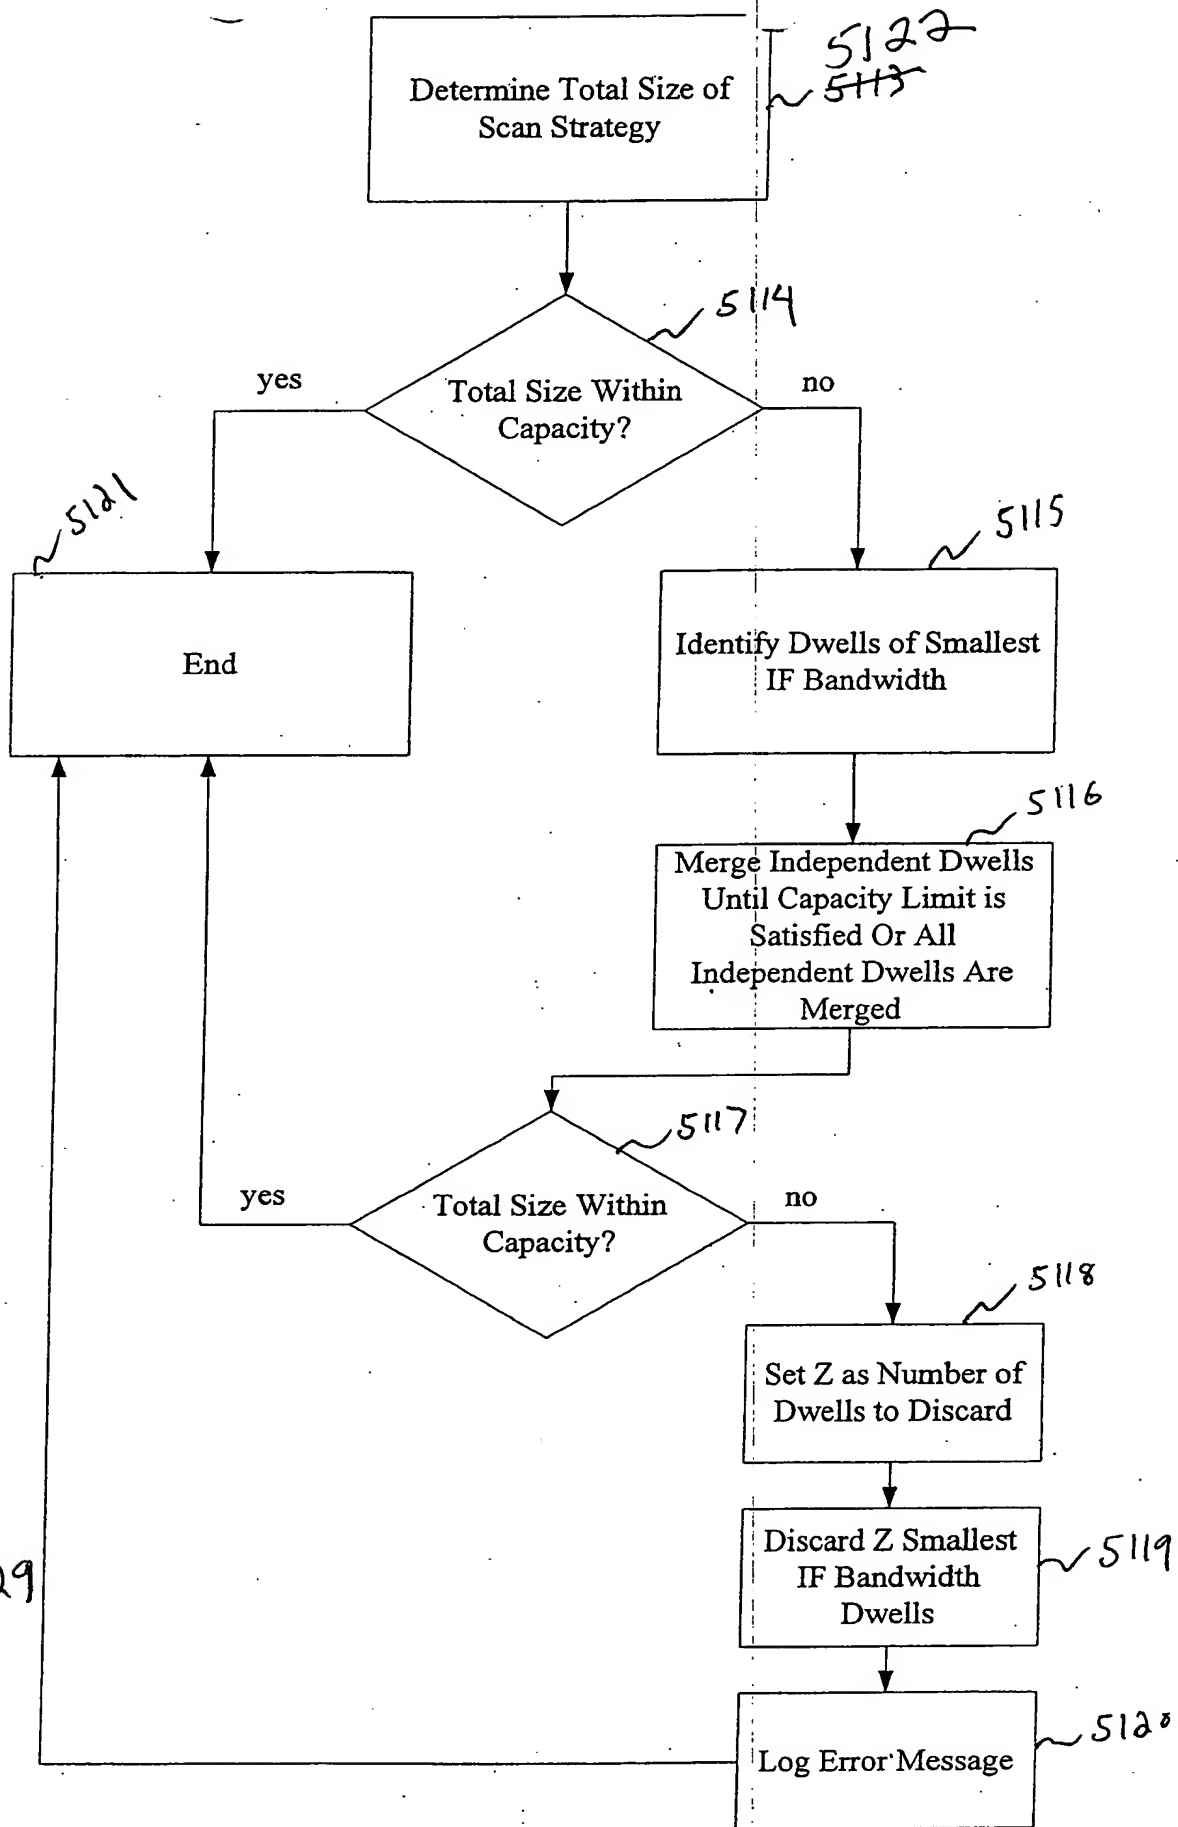 5122
5113
Determine Total Size of
Scan Strategy
5114
yes
Total Size Within
Capacity?
no
5121
5115
End
Identify Dwells of Smallest
IF Bandwidth
5116
Merge Independent Dwells
Until Capacity Limit is
Satisfied Or All
Independent Dwells Are
Merged
5117
yes
Total Size Within
Capacity?
no
5118
Set Z as Number of
Dwells to Discard
Discard Z Smallest
IF Bandwidth
Dwells
5119
29
5120
Log Error Message